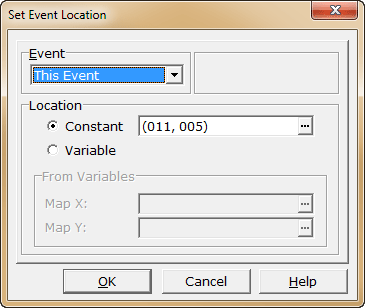 Set Event Location
Event
This Event
Location
Constant (011, 005) ...
Variable
From Variables
Map X: ...
Map Y: ...
OK Cancel Help